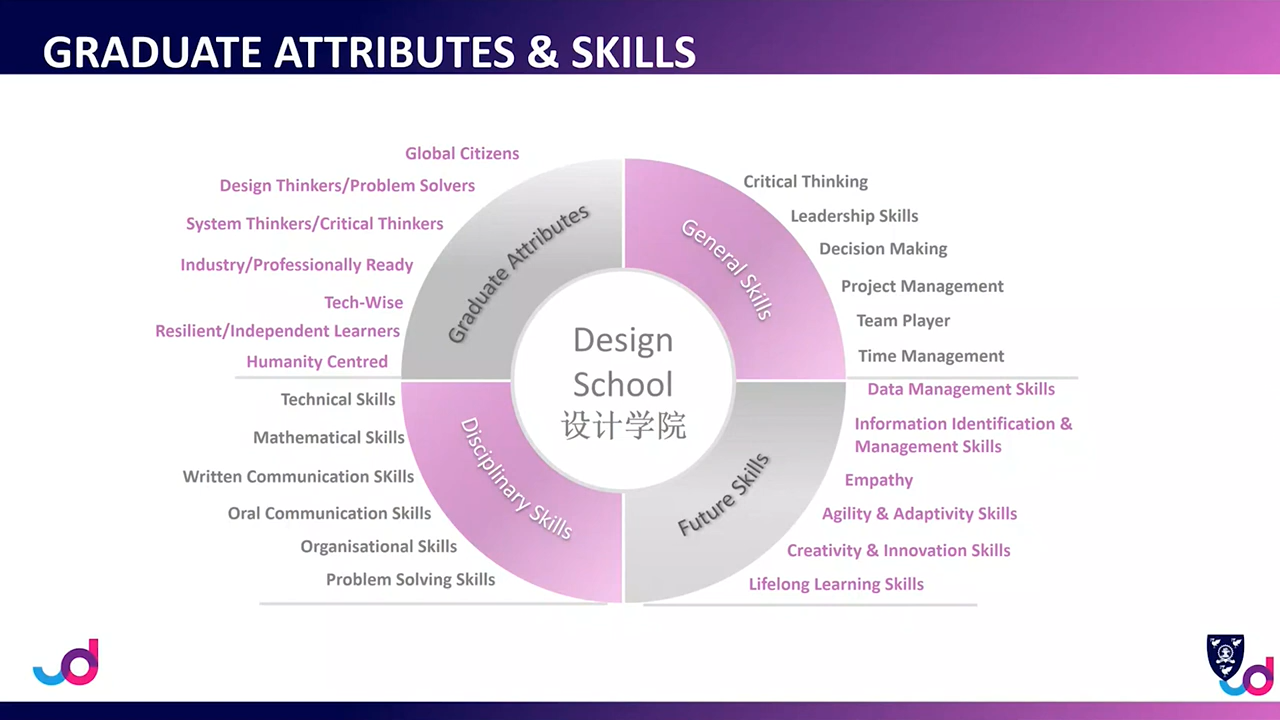 GRADUATE ATTRIBUTES & SKILLS
Global Citizens
Design Thinkers/Problem Solvers
System Thinkers/Critical Thinkers
Industry/Professionally Ready
Tech-Wise
Resilient/Independent Learners
Humanity Centred
Graduate Attributes
General Skills
Critical Thinking
Leadership Skills
Decision Making
Project Management
Team Player
Time Management
Design
School
设计学院
Technical Skills
Mathematical Skills
Written Communication SKills
Oral Communication Skills
Organisational Skills
Problem Solving Skills
Disciplinary Skills
Future Skills
Data Management Skills
Information Identification &
Management Skills
Empathy
Agility & Adaptivity Skills
Creativity & Innovation Skills
Lifelong Learning Skills